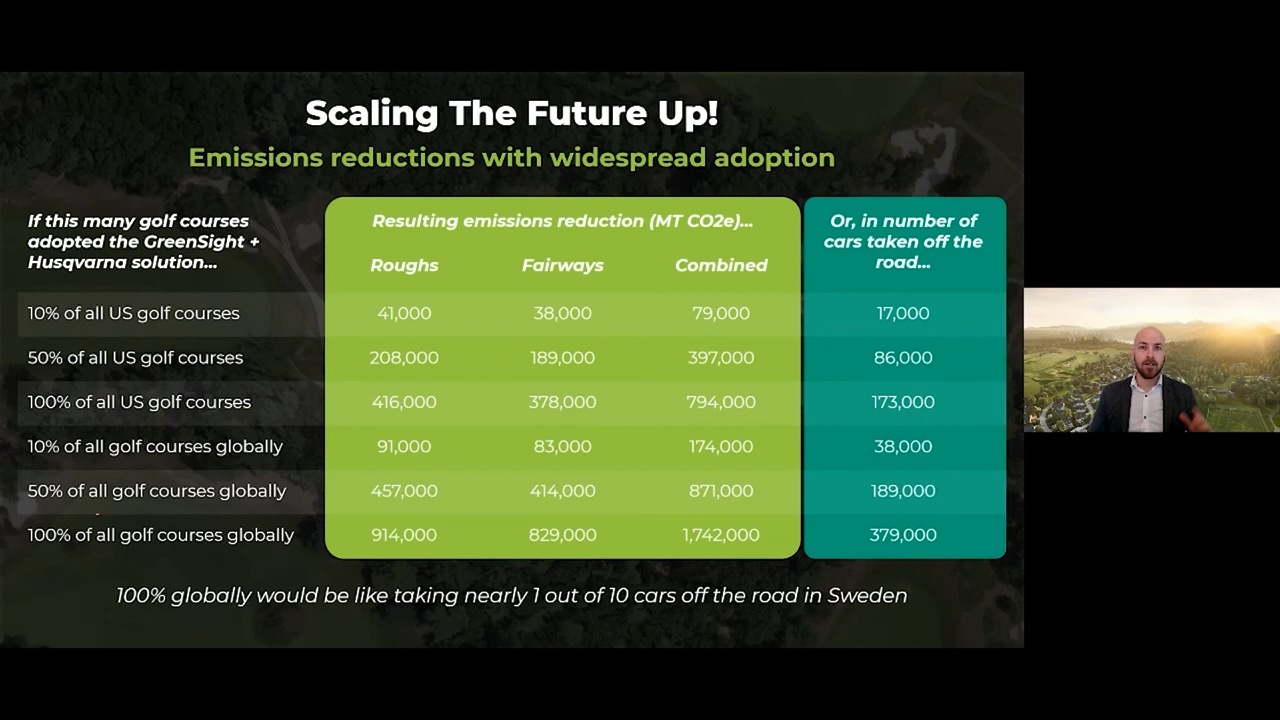 Scaling The Future Up!
Emissions reductions with widespread adoption
If this many golf courses
adopted the GreenSight +
Husqvarna solution...
Resulting emissions reduction (MT CO2e)...
Or, in number of
cars taken off the
road...
Roughs Fairways Combined
10% of all US golf courses 41,000 38,000 79,000 17,000
50% of all US golf courses 208,000 189,000 397,000 86,000
100% of all US golf courses 416,000 378,000 794,000 173,000
10% of all golf courses globally 91,000 83,000 174,000 38,000
50% of all golf courses globally 457,000 414,000 871,000 189,000
100% of all golf courses globally 914,000 829,000 1,742,000 379,000
100% globally would be like taking nearly 1 out of 10 cars off the road in Sweden